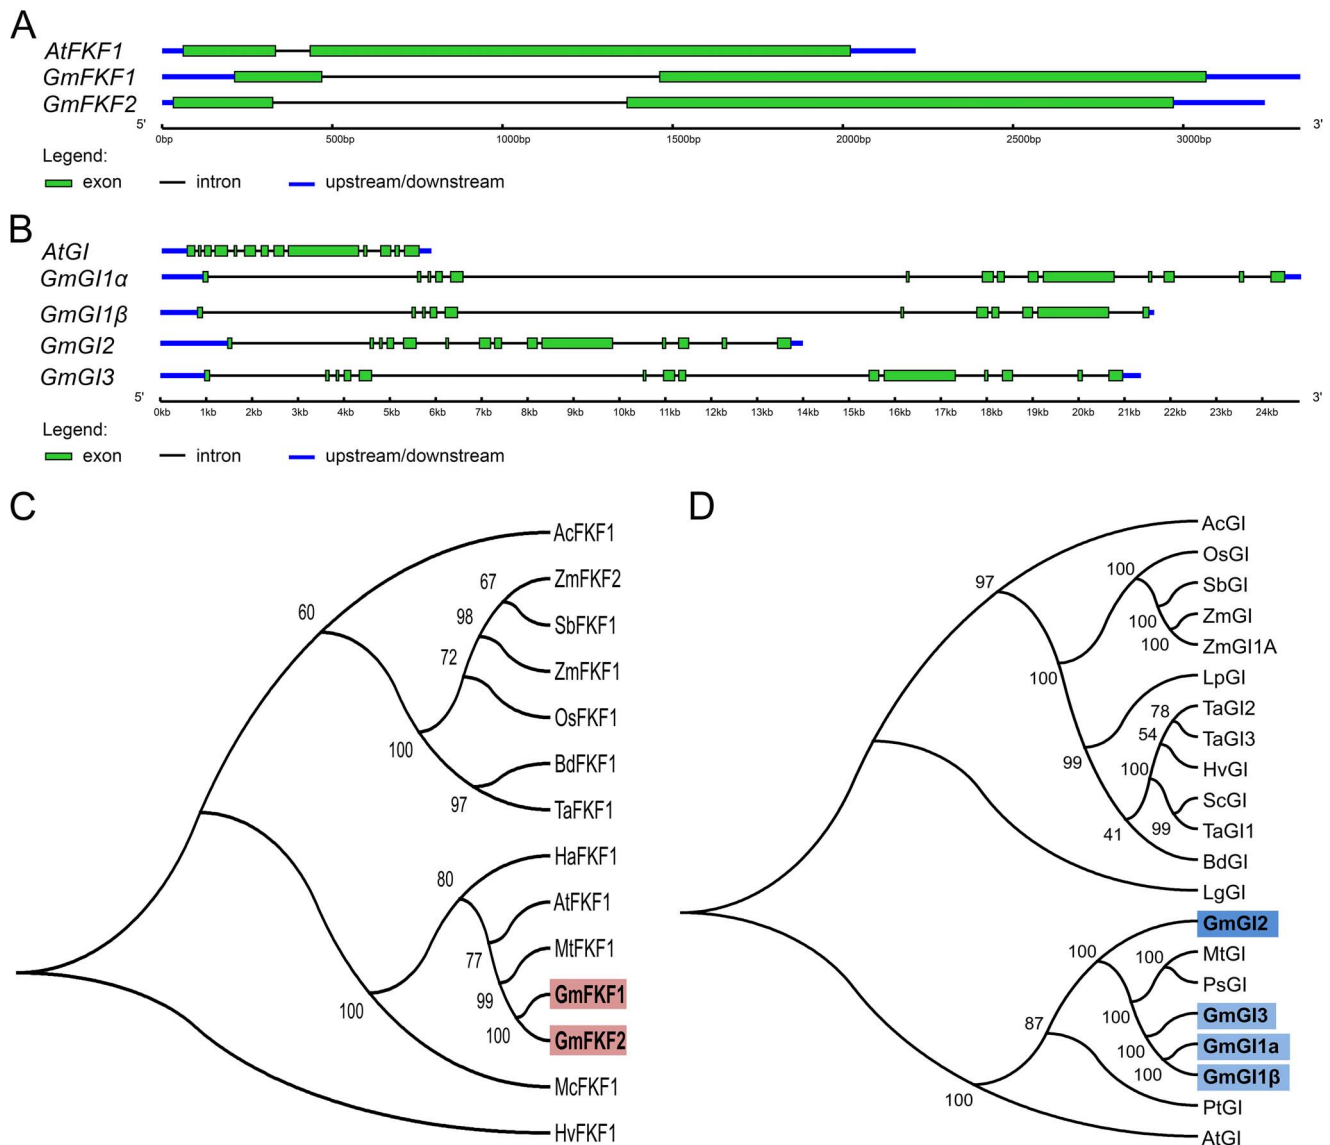 A
AtFKF1
GmFKF1
GmFKF2
5' 3'
0bp 500bp 1000bp 1500bp 2000bp 2500bp 3000bp
Legend:
exon intron upstream/downstream
B
AtGI
GmGI1α
GmGI1β
GmGI2
GmGI3
5' 3'
0kb 1kb 2kb 3kb 4kb 5kb 6kb 7kb 8kb 9kb 10kb 11kb 12kb 13kb 14kb 15kb 16kb 17kb 18kb 19kb 20kb 21kb 22kb 23kb 24kb
Legend:
exon intron upstream/downstream
C
AcFKF1
67 ZmFKF2
60 98 SbFKF1
72 ZmFKF1
OsFKF1
100 BdFKF1
97 TaFKF1
HaFKF1
80 AtFKF1
77 MtFKF1
99 GmFKF1
100 100 GmFKF2
McFKF1
HvFKF1
D
AcGI
OsGI
97 100 SbGI
100 ZmGI
100 ZmGI1A
100 LpGI
78 TaGI2
54 TaGI3
99 100 HvGI
ScGI
41 99 TaGI1
BdGI
LgGI
GmGI2
100 100 MtGI
PsGI
87 100 GmGI3
100 GmGI1a
100 GmGI1β
100 PtGI
AtGI